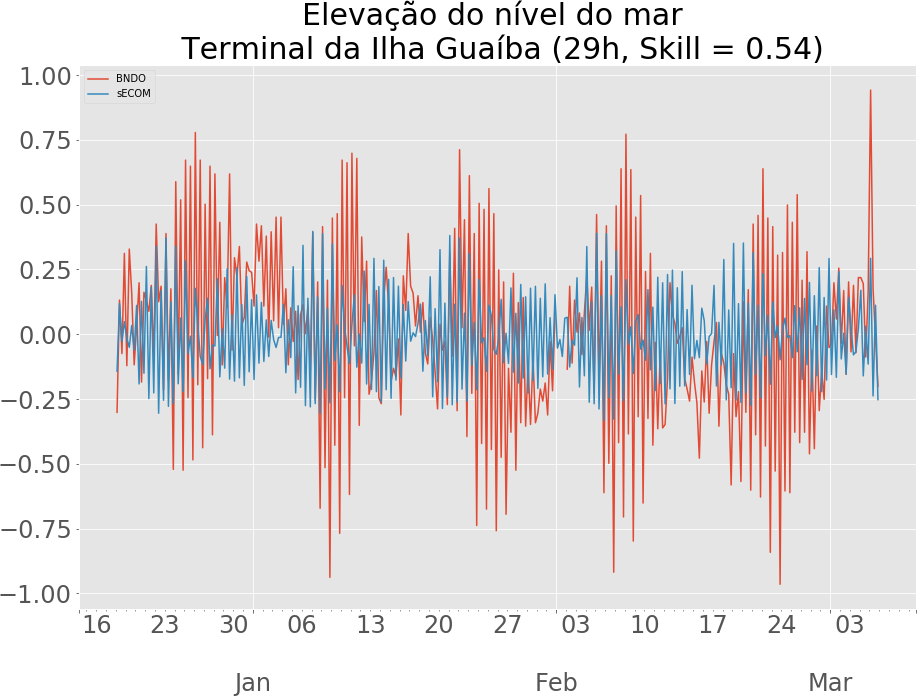 Elevação do nível do mar
Terminal da Ilha Guaíba (29h, Skill = 0.54)
BNDO
sECOM
1.00
0.75
0.50
0.25
0.00
−0.25
−0.50
−0.75
−1.00
16 23 30 06 13 20 27 03 10 17 24 03
Jan Feb Mar